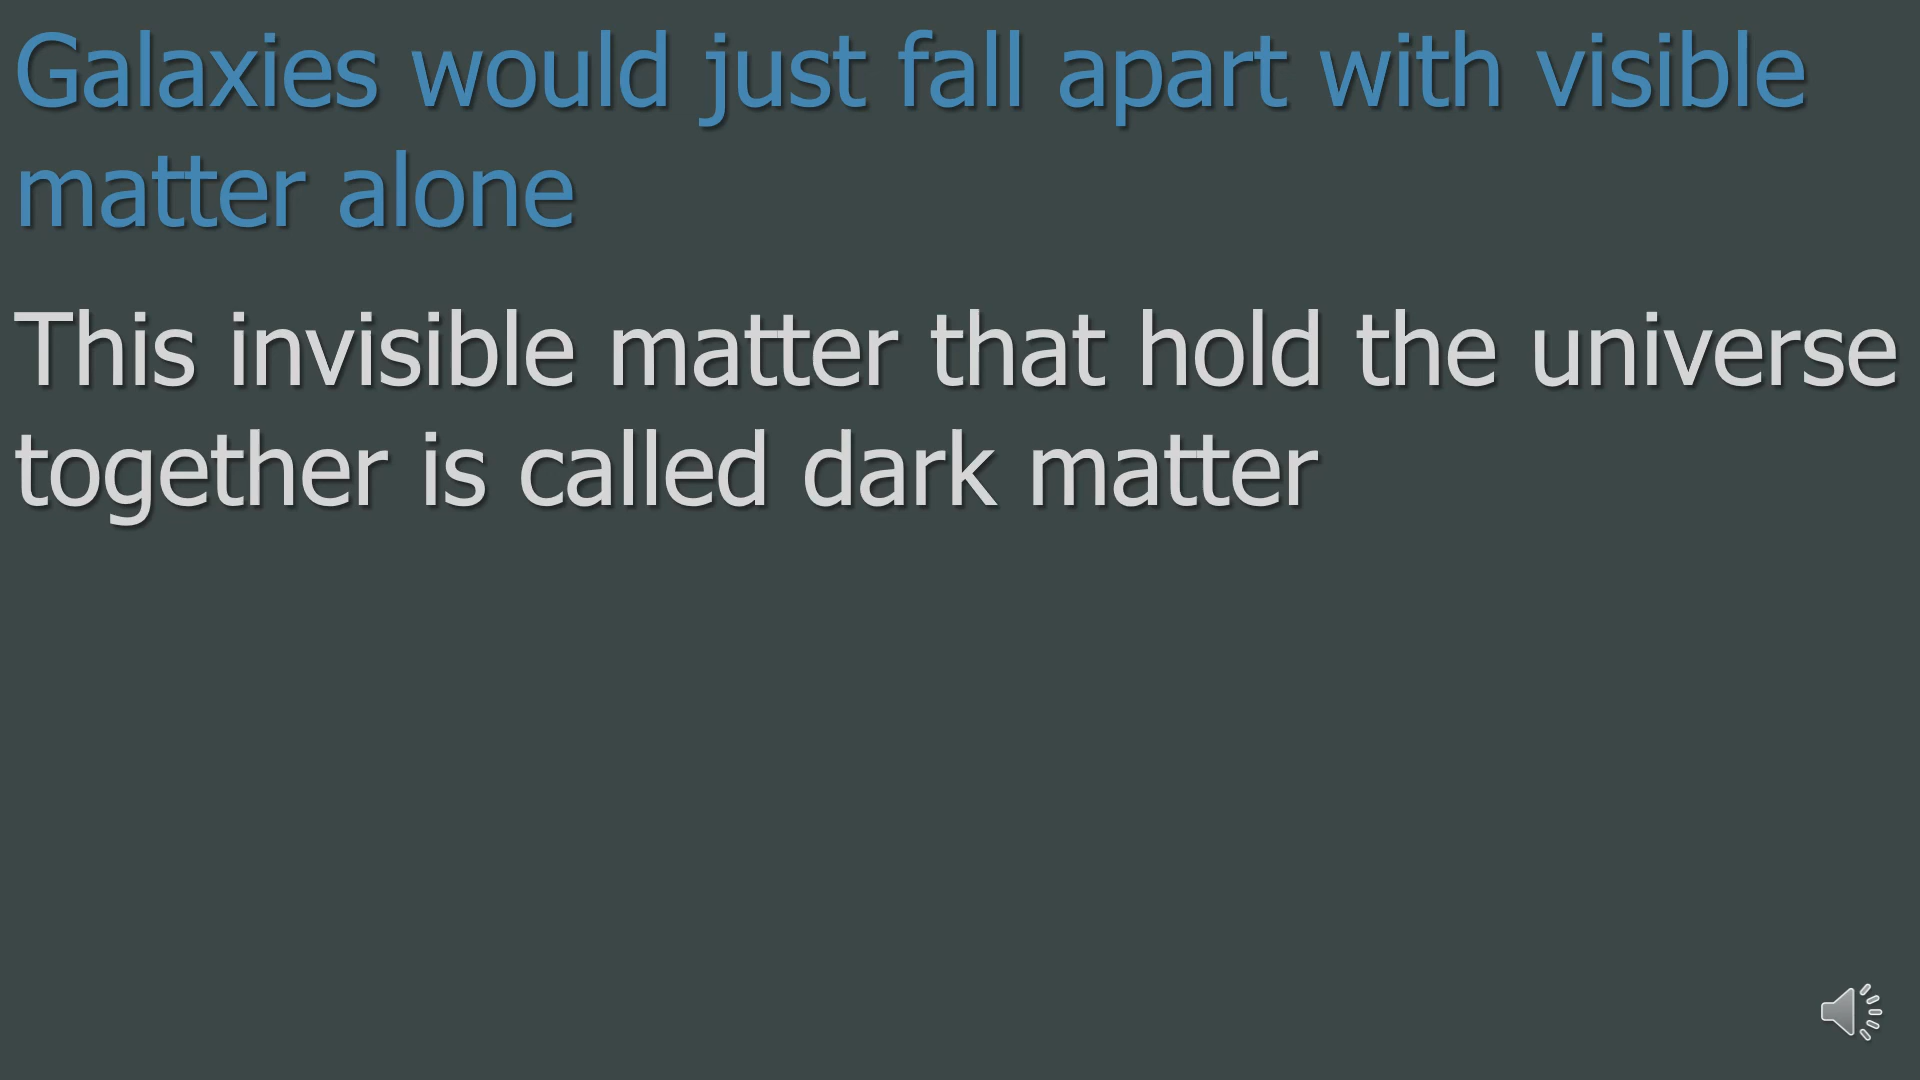 Galaxies would just fall apart with visible
matter alone
This invisible matter that hold the universe
together is called dark matter